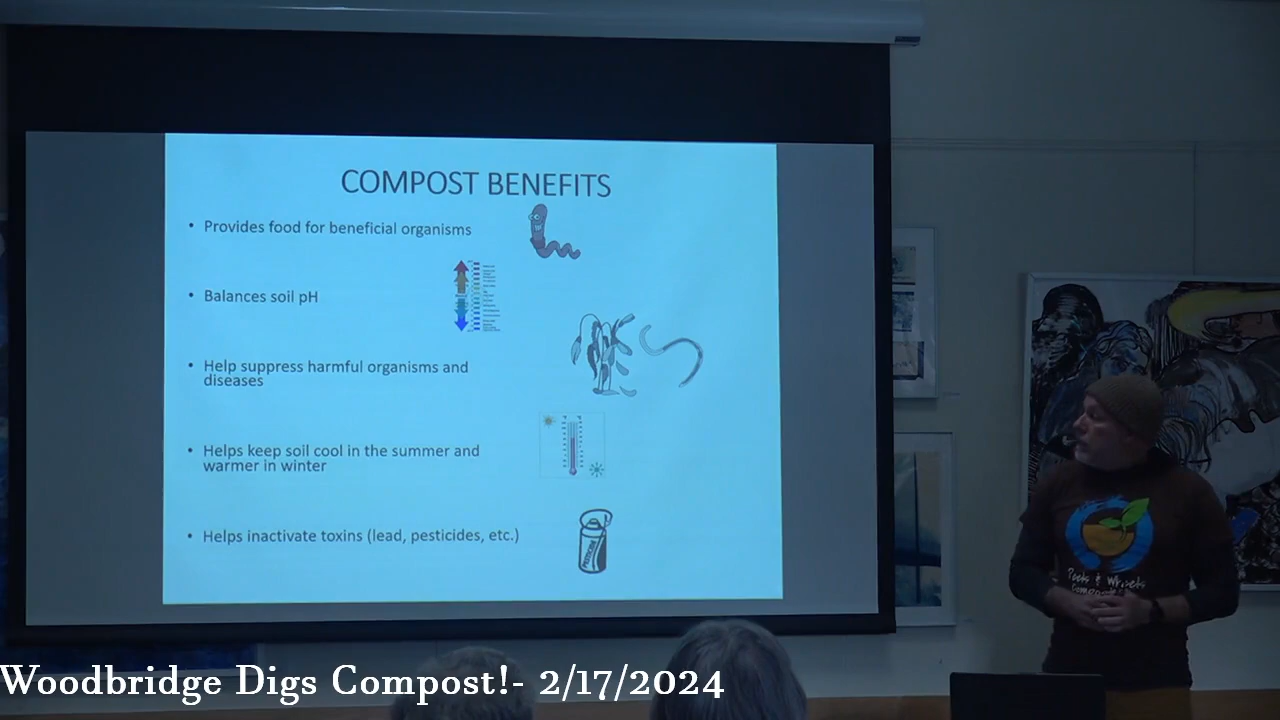 COMPOST BENEFITS
• Provides food for beneficial organisms
• Balances soil pH
• Help suppress harmful organisms and
diseases
• Helps keep soil cool in the summer and
warmer in winter
• Helps inactivate toxins (lead, pesticides, etc.)
Peels & Wheels
Woodbridge Digs Compost!- 2/17/2024